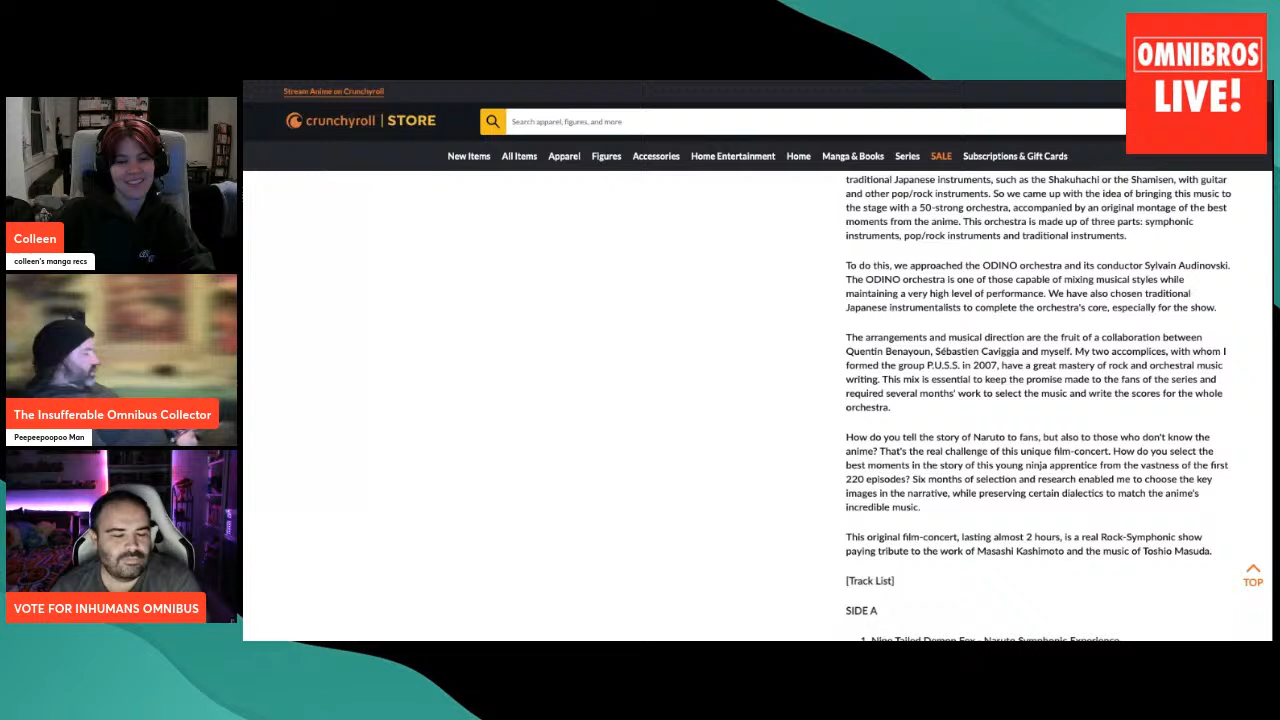 OMNIBROS
LIVE!
Stream Anime on Crunchyroll
crunchyroll | STORE
Search apparel, figures, and more
New Items All Items Apparel Figures Accessories Home Entertainment Home Manga & Books Series SALE Subscriptions & Gift Cards
traditional Japanese instruments, such as the Shakuhachi or the Shamisen, with guitar
and other pop/rock instruments. So we came up with the idea of bringing this music to
the stage with a 50-strong orchestra, accompanied by an original montage of the best
moments from the anime. This orchestra is made up of three parts: symphonic
instruments, pop/rock instruments and traditional instruments.
To do this, we approached the ODINO orchestra and its conductor Sylvain Audinovski.
The ODINO orchestra is one of those capable of mixing musical styles while
maintaining a very high level of performance. We have also chosen traditional
Japanese instrumentalists to complete the orchestra's core, especially for the show.
The arrangements and musical direction are the fruit of a collaboration between
Quentin Benayoun, Sébastien Caviggia and myself. My two accomplices, with whom I
formed the group P.U.S.S. in 2007, have a great mastery of rock and orchestral music
writing. This mix is essential to keep the promise made to the fans of the series and
required several months' work to select the music and write the scores for the whole
orchestra.
How do you tell the story of Naruto to fans, but also to those who don't know the
anime? That's the real challenge of this unique film-concert. How do you select the
best moments in the story of this young ninja apprentice from the vastness of the first
220 episodes? Six months of selection and research enabled me to choose the key
images in the narrative, while preserving certain dialectics to match the anime's
incredible music.
This original film-concert, lasting almost 2 hours, is a real Rock-Symphonic show
paying tribute to the work of Masashi Kashimoto and the music of Toshio Masuda.
[Track List]
SIDE A
1. Nine Tailed Demon Fox - Naruto Symphonic Experience
TOP
Colleen
colleen's manga recs
The Insufferable Omnibus Collector
Peepeepoopoo Man
VOTE FOR INHUMANS OMNIBUS